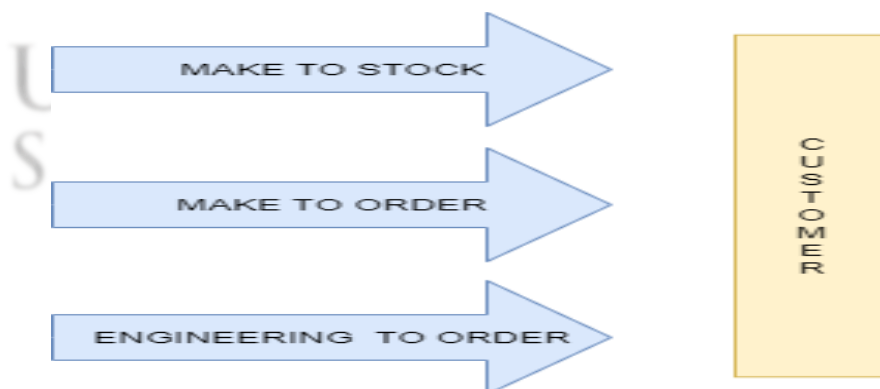 MAKE TO STOCK
MAKE TO ORDER
ENGINEERING TO ORDER
CUSTOMER